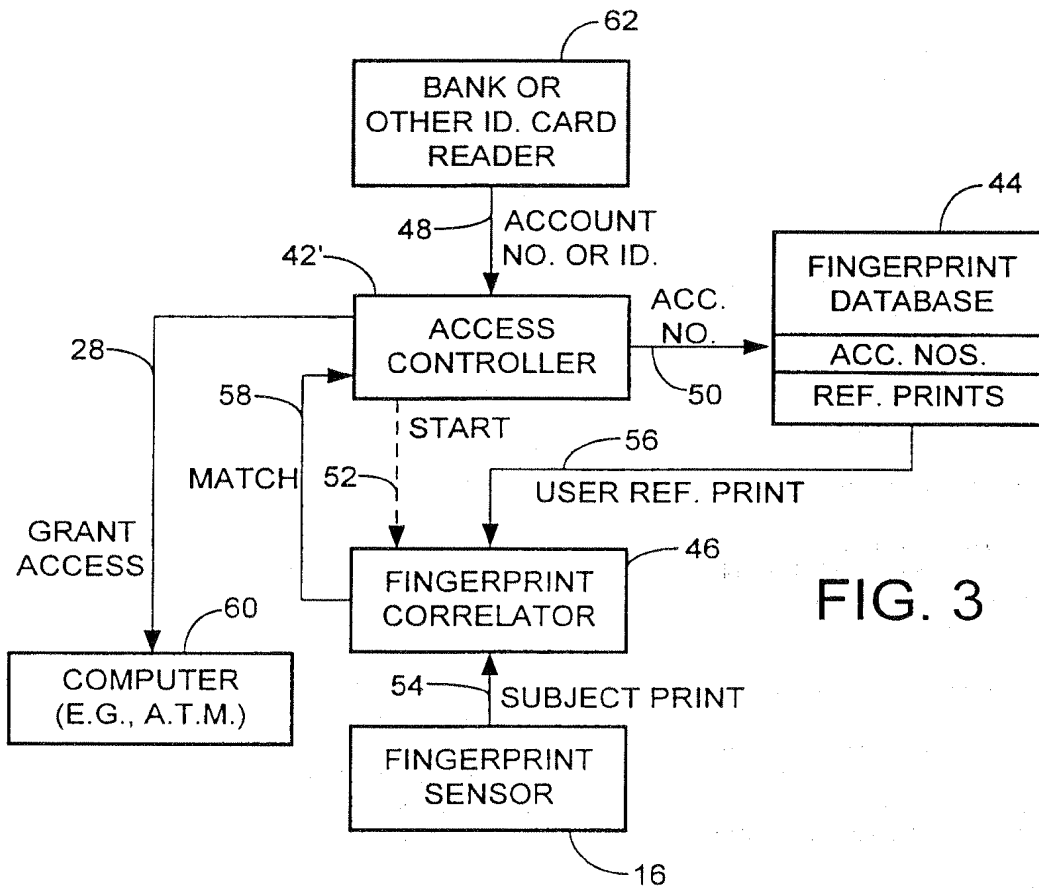 62
BANK OR
OTHER ID. CARD
READER
48
ACCOUNT
NO. OR ID.
44
42'
FINGERPRINT
DATABASE
ACC. NOS.
REF. PRINTS
ACC.
NO.
ACCESS
CONTROLLER
50
28
58
START
56
MATCH
52
USER REF. PRINT
GRANT
ACCESS
46
FINGERPRINT
CORRELATOR
FIG. 3
60
COMPUTER
(E.G., A.T.M.)
54
SUBJECT PRINT
FINGERPRINT
SENSOR
16